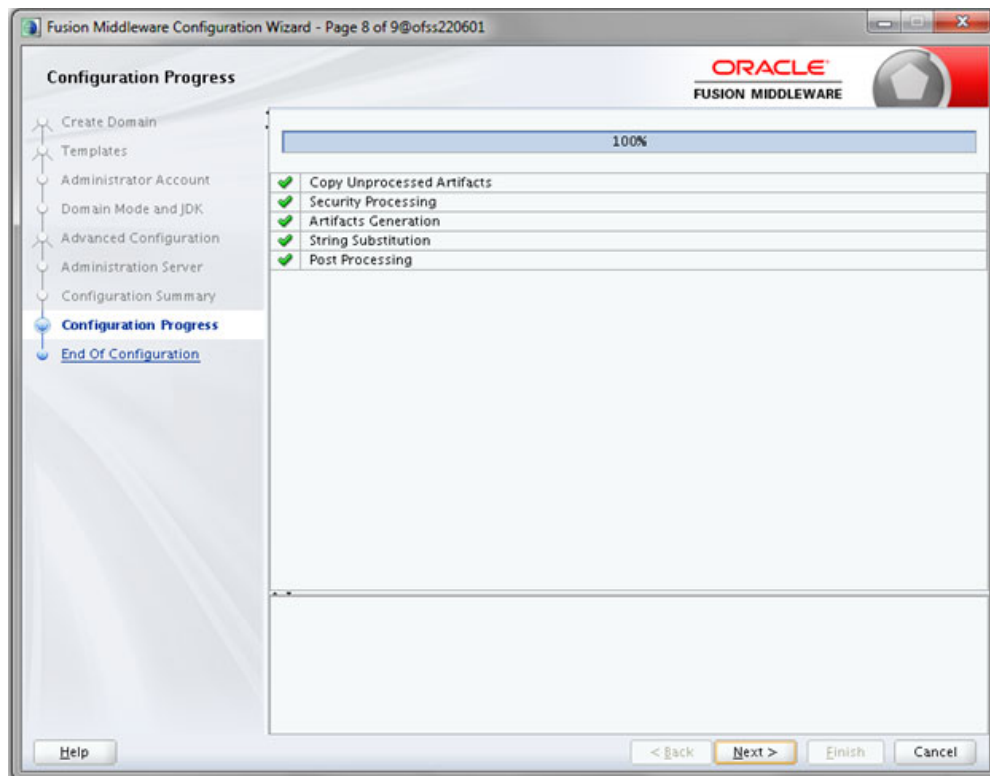 Fusion Middleware Configuration Wizard - Page 8 of 9@ofss220601
Configuration Progress
ORACLE
FUSION MIDDLEWARE
Create Domain
Templates
Administrator Account
Domain Mode and JDK
Advanced Configuration
Administration Server
Configuration Summary
Configuration Progress
End Of Configuration
100%
Copy Unprocessed Artifacts
Security Processing
Artifacts Generation
String Substitution
Post Processing
Help
< Back
Next >
Finish
Cancel